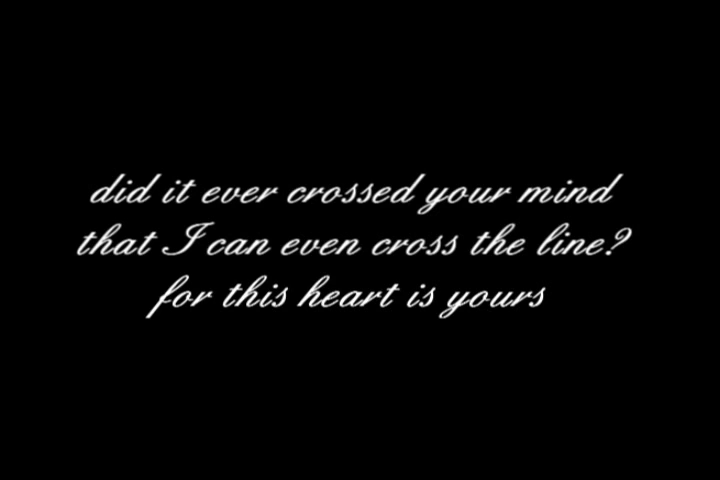 did it ever crossed your mind
that I can even cross the line?
for this heart is yours